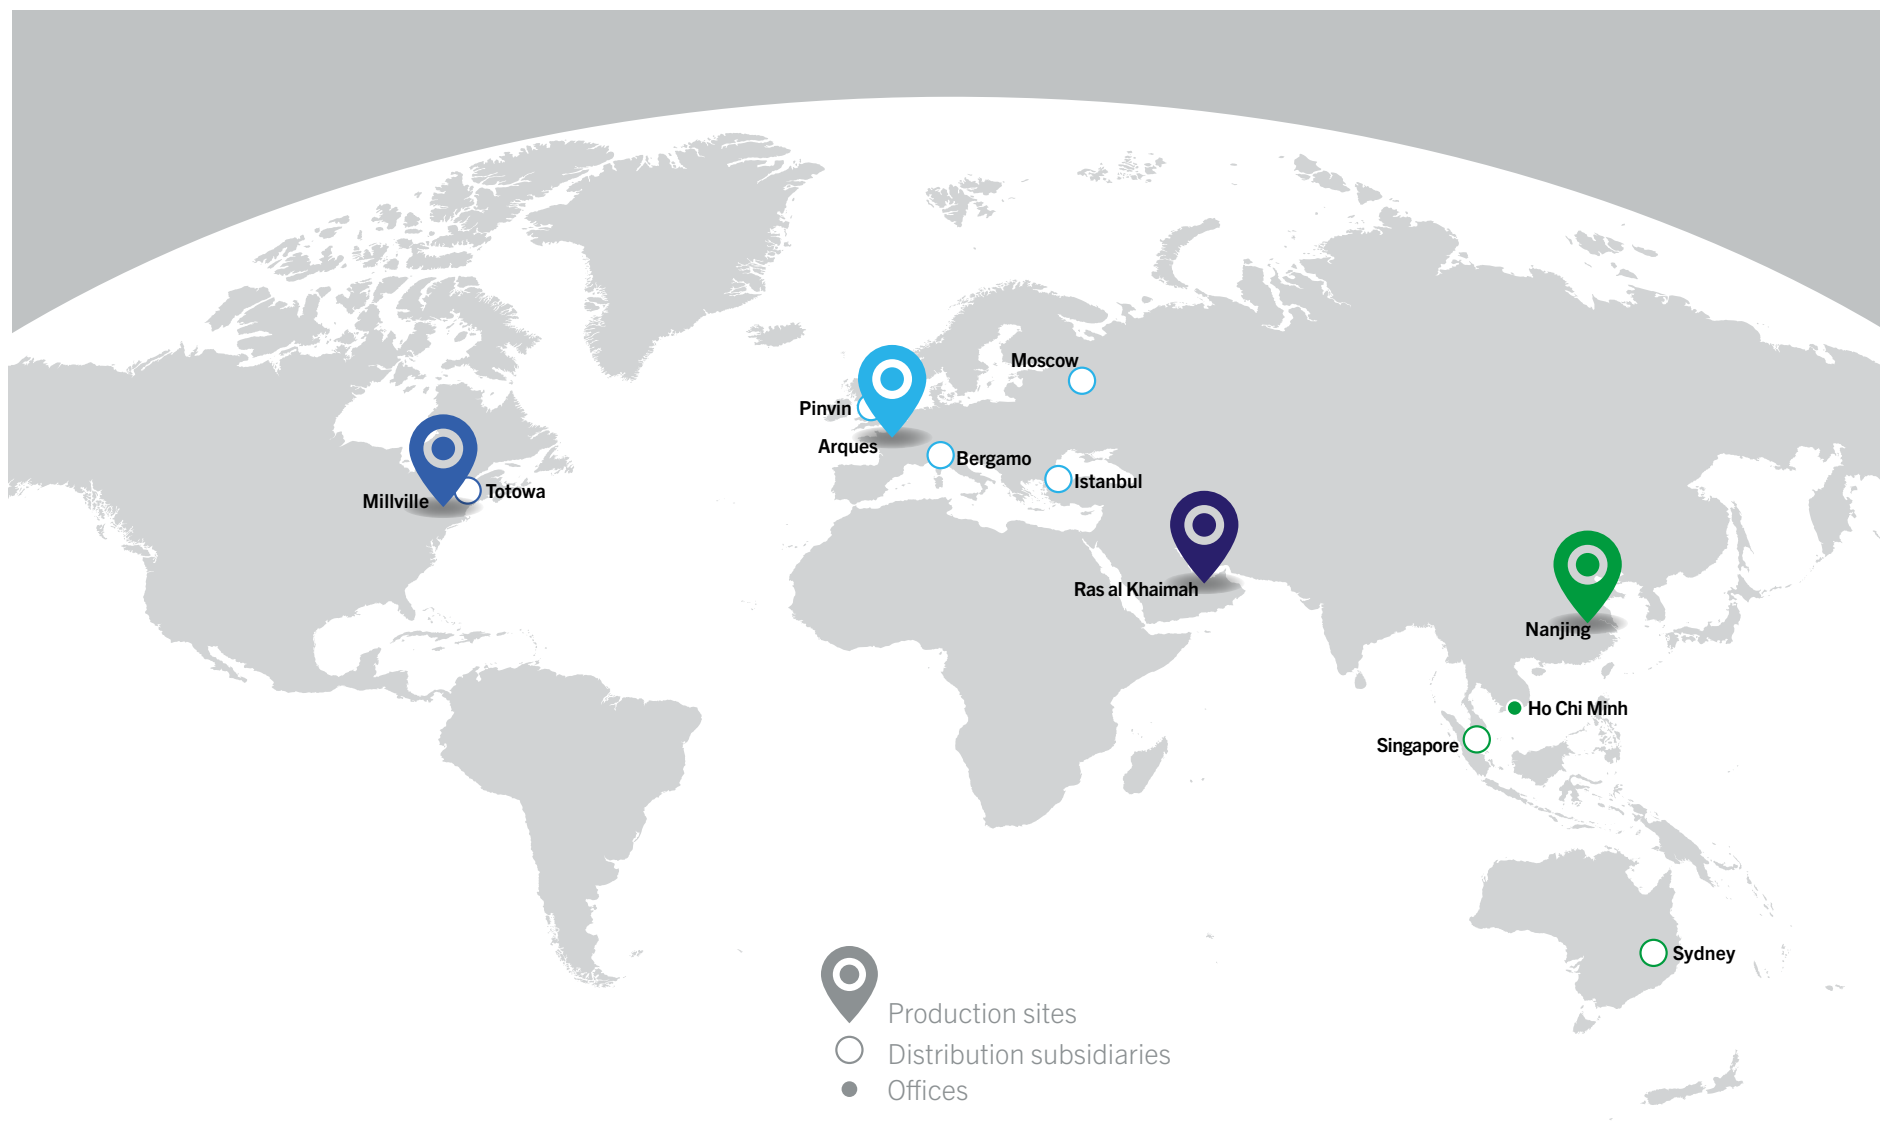 Moscow
Pinvin
Arques
Bergamo
Istanbul
Millville
Totowa
Ras al Khaimah
Nanjing
Ho Chi Minh
Singapore
Sydney
Production sites
Distribution subsidiaries
Offices